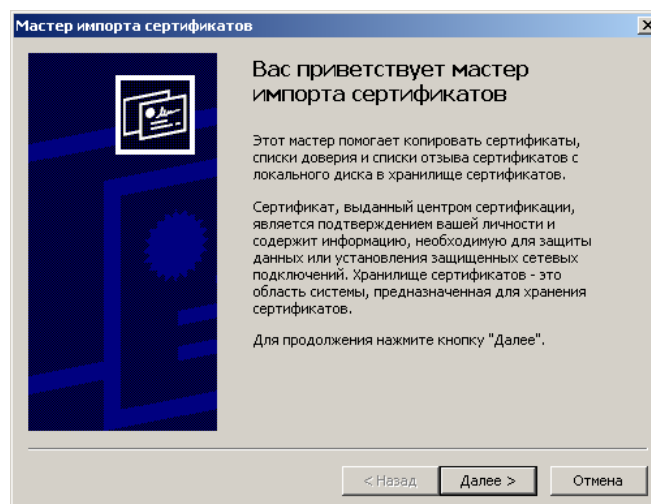 Мастер импорта сертификатов
Вас приветствует мастер
импорта сертификатов
Этот мастер помогает копировать сертификаты,
списки доверия и списки отзыва сертификатов с
локального диска в хранилище сертификатов.
Сертификат, выданный центром сертификации,
является подтверждением вашей личности и
содержит информацию, необходимую для защиты
данных или установления защищенных сетевых
подключений. Хранилище сертификатов - это
область системы, предназначенная для хранения
сертификатов.
Для продолжения нажмите кнопку "Далее".
< Назад Далее > Отмена